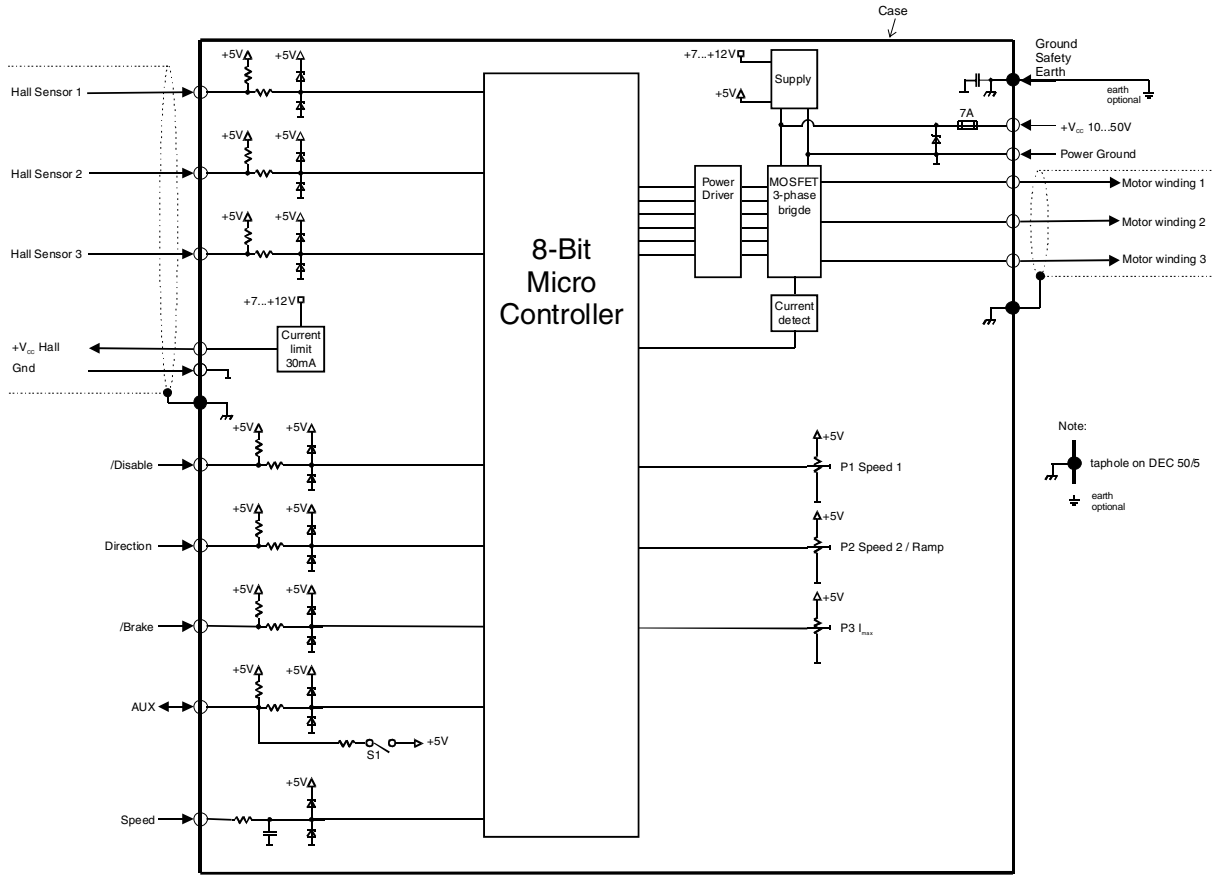 Case
+5V
+5V
Hall Sensor 1
+5V
+5V
Hall Sensor 2
+5V
+5V
Hall Sensor 3
+7...+12V
Current
limit
30mA
+Vcc Hall
Gnd
+5V
+5V
/Disable
+5V
+5V
Direction
+5V
+5V
/Brake
+5V
+5V
AUX
S1
+5V
+5V
Speed
8-Bit
Micro
Controller
+7...+12V
+5V
Supply
Power
Driver
MOSFET
3-phase
brigde
Current
detect
7A
Ground
Safety
Earth
earth
optional
+Vcc 10...50V
Power Ground
Motor winding 1
Motor winding 2
Motor winding 3
+5V
P1 Speed 1
+5V
P2 Speed 2 / Ramp
+5V
P3 Imax
Note:
taphole on DEC 50/5
earth
optional